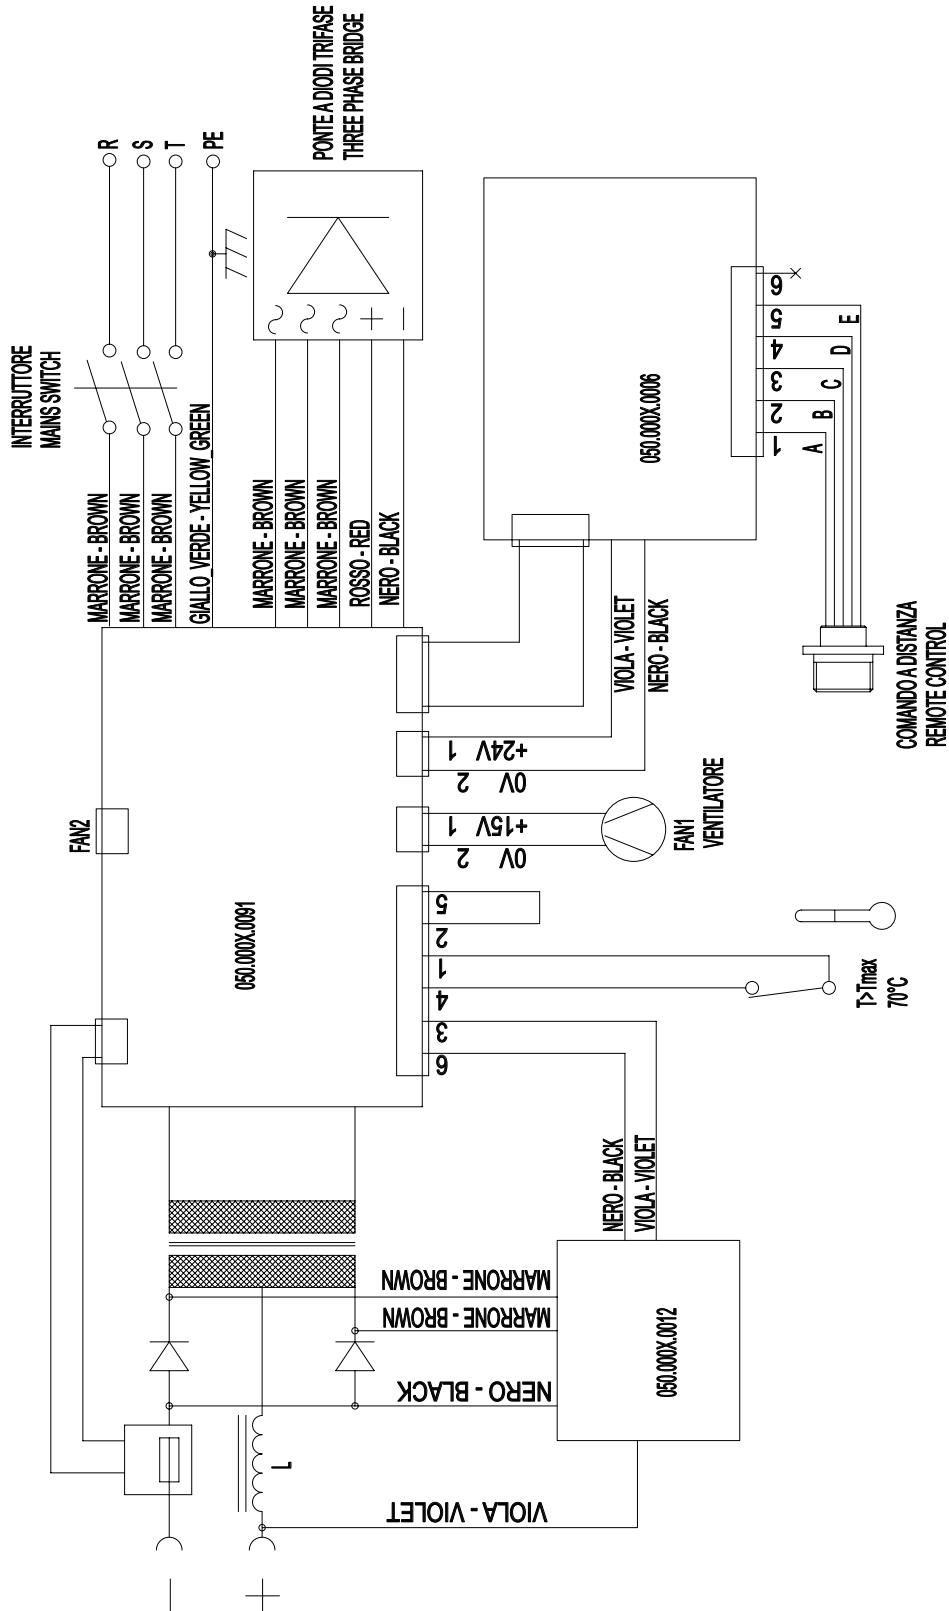 INTERRUTTORE
MAINS SWITCH
R
S
T
PE
PONTE A DIODI TRIFASE
THREE PHASE BRIDGE
MARRONE - BROWN
MARRONE - BROWN
MARRONE - BROWN
GIALLO_VERDE - YELLOW_GREEN
MARRONE - BROWN
MARRONE - BROWN
MARRONE - BROWN
ROSSO - RED
NERO - BLACK
+
-
050.000X.0006
1
2
3
4
5
6
A
B
C
D
E
COMANDO A DISTANZA
REMOTE CONTROL
VIOLA - VIOLET
NERO - BLACK
FAN2
050.000X.0091
1 +24V
2 0V
1 +15V
2 0V
FAN1
VENTILATORE
5
2
1
4
3
6
T>Tmax
70°C
NERO - BLACK
VIOLA - VIOLET
MARRONE - BROWN
MARRONE - BROWN
NERO - BLACK
VIOLA - VIOLET
050.000X.0012
L
-
+